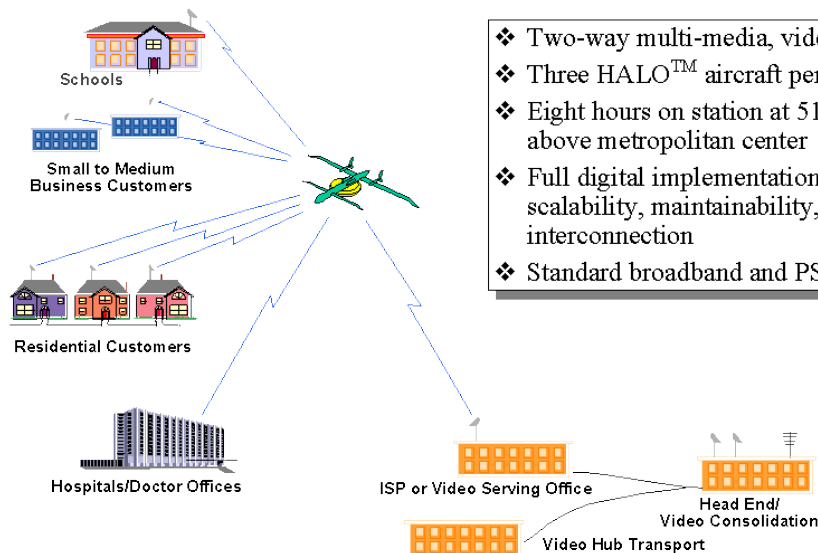 Schools
Small to Medium
Business Customers
Residential Customers
Hospitals/Doctor Offices
ISP or Video Serving Office
Head End/
Video Consolidation
Video Hub Transport
❖ Two-way multi-media, vide
❖ Three HALO™ aircraft per
❖ Eight hours on station at 51
above metropolitan center
❖ Full digital implementation
scalability, maintainability,
interconnection
❖ Standard broadband and PS